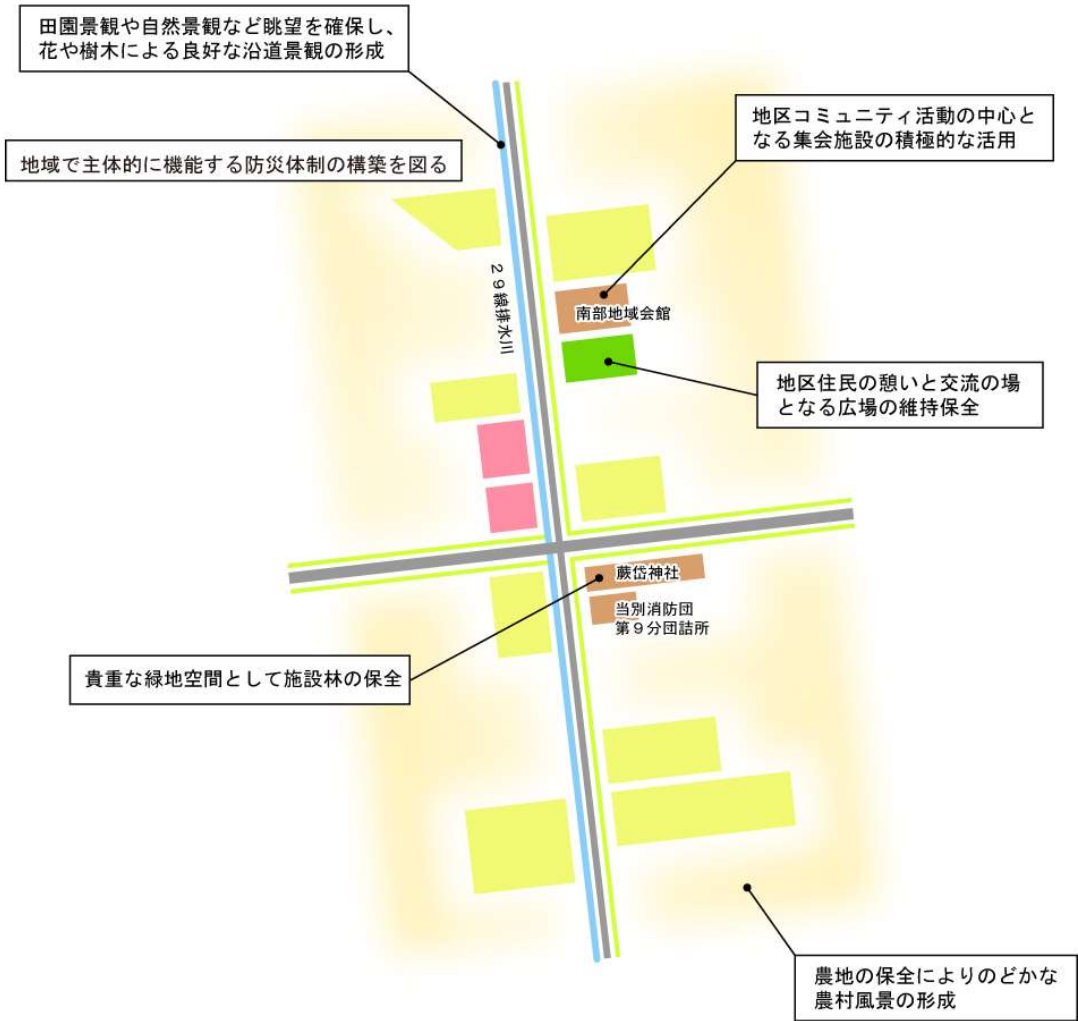 田園景観や自然景観など眺望を確保し、
花や樹木による良好な沿道景観の形成
地域で主体的に機能する防災体制の構築を図る
地区コミュニティ活動の中心と
なる集会施設の積極的な活用
２９線排水川
南部地域会館
地区住民の憩いと交流の場
となる広場の維持保全
蕨岱神社
当別消防団
第９分団詰所
貴重な緑地空間として施設林の保全
農地の保全によりのどかな
農村風景の形成